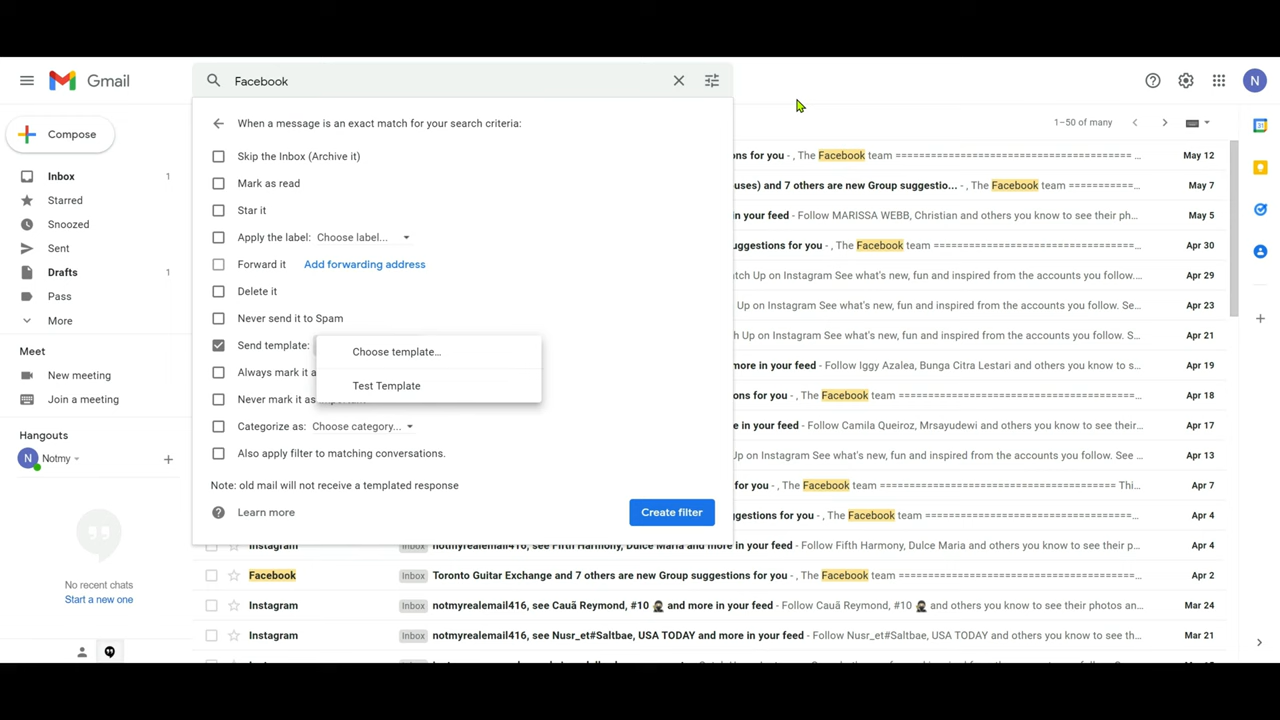 Gmail
Facebook
N
Compose
When a message is an exact match for your search criteria:
1–50 of many
Skip the Inbox (Archive it)
Mark as read
Star it
Apply the label: Choose label...
Forward it Add forwarding address
Delete it
Never send it to Spam
Send template:
Choose template...
Always mark it a
Test Template
Never mark it as important
Categorize as: Choose category...
Also apply filter to matching conversations.
Note: old mail will not receive a templated response
Learn more
Create filter
Inbox 1
Starred
Snoozed
Sent
Drafts 1
Pass
More
Meet
New meeting
Join a meeting
Hangouts
N Notmy
No recent chats
Start a new one
ons for you - , The Facebook team ==================== ... May 12
uses) and 7 others are new Group suggestio... - , The Facebook team ===========... May 7
in your feed - Follow MARISSA WEBB, Christian and others you know to see their ph... May 5
ggestions for you - , The Facebook team ==================== ... Apr 30
tch Up on Instagram See what's new, fun and inspired from the accounts you follow.... Apr 29
Up on Instagram See what's new, fun and inspired from the accounts you follow. Se... Apr 23
Up on Instagram See what's new, fun and inspired from the accounts you follow. Se... Apr 21
more in your feed - Follow Iggy Azalea, Bunga Citra Lestari and others you know to s... Apr 18
ons for you - , The Facebook team ==================== ... Apr 18
re in your feed - Follow Camila Queiroz, Mrsayudewi and others you know to see thei... Apr 17
ed on Instagram See what's new, fun and inspired from the accounts you follow. See ... Apr 13
for you - , The Facebook team ==================== Thi... Apr 7
ggestions for you - , The Facebook team ==================== ... Apr 4
Instagram Inbox notmyrealemail416, see Fifth Harmony, Dulce Maria and more in your feed - Follow Fifth Harmony, Dulce Maria and others you know to see their p... Apr 4
Facebook Inbox Toronto Guitar Exchange and 7 others are new Group suggestions for you - , The Facebook team ==================== ... Apr 2
Instagram Inbox notmyrealemail416, see Cauã Reymond, #10 🥷 and more in your feed - Follow Cauã Reymond, #10 🥷 and others you know to see their photos an... Mar 24
Instagram Inbox notmyrealemail416, see Nusr_et#Saltbae, USA TODAY and more in your feed - Follow Nusr_et#Saltbae, USA TODAY and others you know to see th... Mar 21